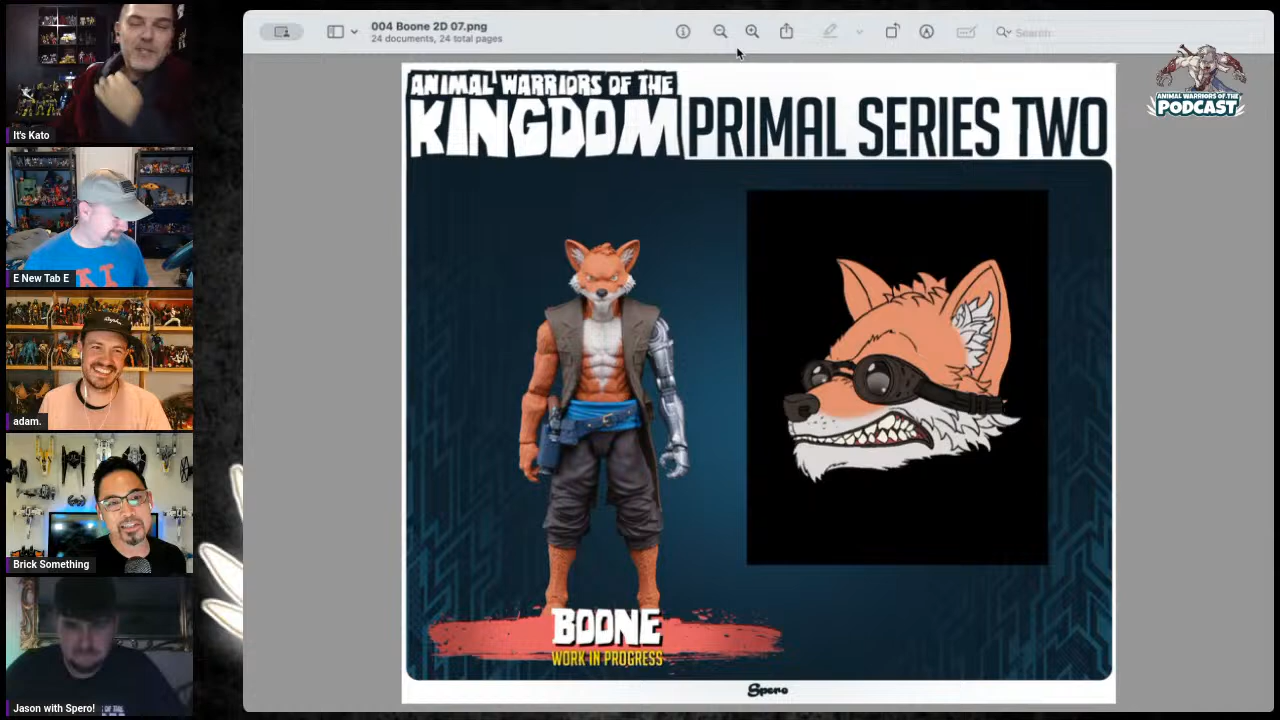 It's Kato
E New Tab E
adam.
Brick Something
Jason with Spero!
004 Boone 2D 07.png
24 documents, 24 total pages
Search
ANIMAL WARRIORS OF THE
KINGDOM
PRIMAL SERIES TWO
BOONE
WORK IN PROGRESS
Spero
ANIMAL WARRIORS OF THE
PODCAST